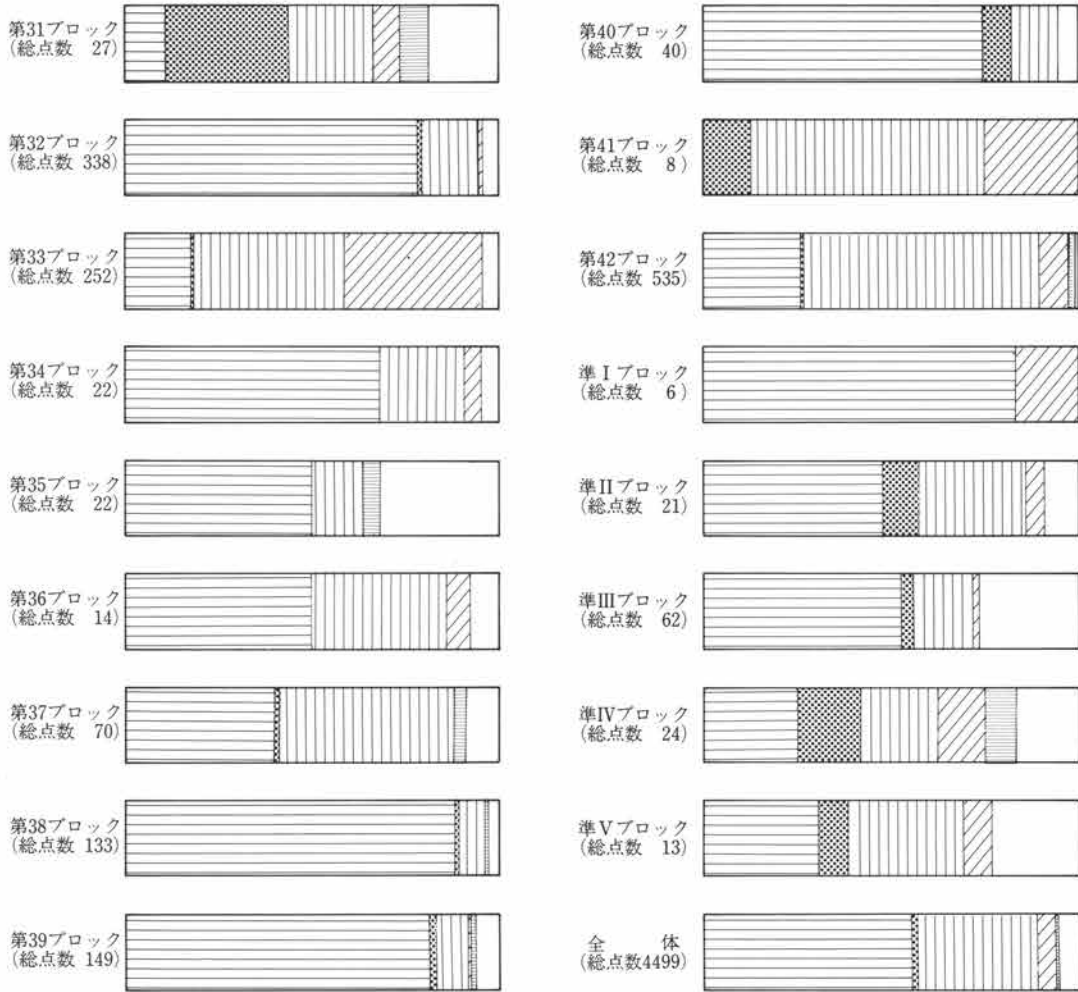 第31ブロック
(総点数 27)
第32ブロック
(総点数 338)
第33ブロック
(総点数 252)
第34ブロック
(総点数 22)
第35ブロック
(総点数 22)
第36ブロック
(総点数 14)
第37ブロック
(総点数 70)
第38ブロック
(総点数 133)
第39ブロック
(総点数 149)
第40ブロック
(総点数 40)
第41ブロック
(総点数 8)
第42ブロック
(総点数 535)
準Ⅰブロック
(総点数 6)
準Ⅱブロック
(総点数 21)
準Ⅲブロック
(総点数 62)
準Ⅳブロック
(総点数 24)
準Ⅴブロック
(総点数 13)
全 体
(総点数4499)